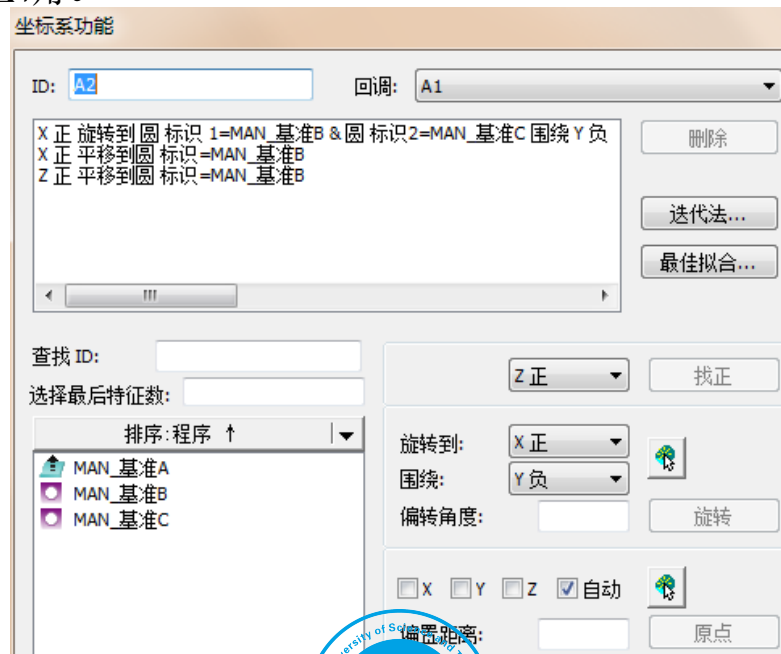 坐标系功能
ID: A2 回调: A1
X 正 旋转到 圆 标识 1=MAN_基准B & 圆 标识2=MAN_基准C 围绕 Y 负
X 正 平移到圆 标识=MAN_基准B
Z 正 平移到圆 标识=MAN_基准B
删除
迭代法...
最佳拟合...
查找 ID:
选择最后特征数:
Z 正 找正
排序:程序 ↑
MAN_基准A
MAN_基准B
MAN_基准C
旋转到: X 正
围绕: Y 负
偏转角度: 旋转
X Y Z 自动
偏置距离: 原点